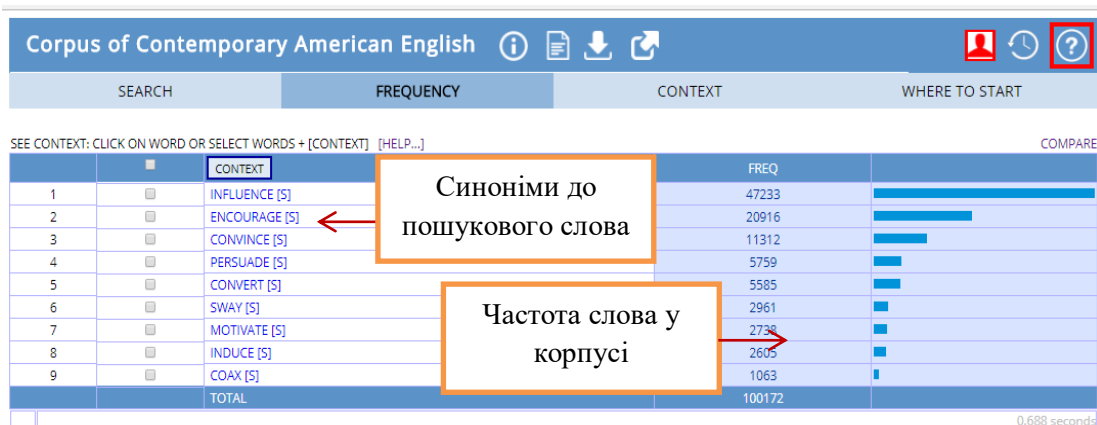 Corpus of Contemporary American English
SEARCH FREQUENCY CONTEXT WHERE TO START
SEE CONTEXT: CLICK ON WORD OR SELECT WORDS + [CONTEXT] [HELP...] COMPARE
CONTEXT FREQ
1 INFLUENCE [S] 47233
2 ENCOURAGE [S] 20916
3 CONVINCE [S] 11312
4 PERSUADE [S] 5759
5 CONVERT [S] 5585
6 SWAY [S] 2961
7 MOTIVATE [S] 2738
8 INDUCE [S] 2605
9 COAX [S] 1063
TOTAL 100172
0.688 seconds
Синоніми до
пошукового слова
Частота слова у
корпусі